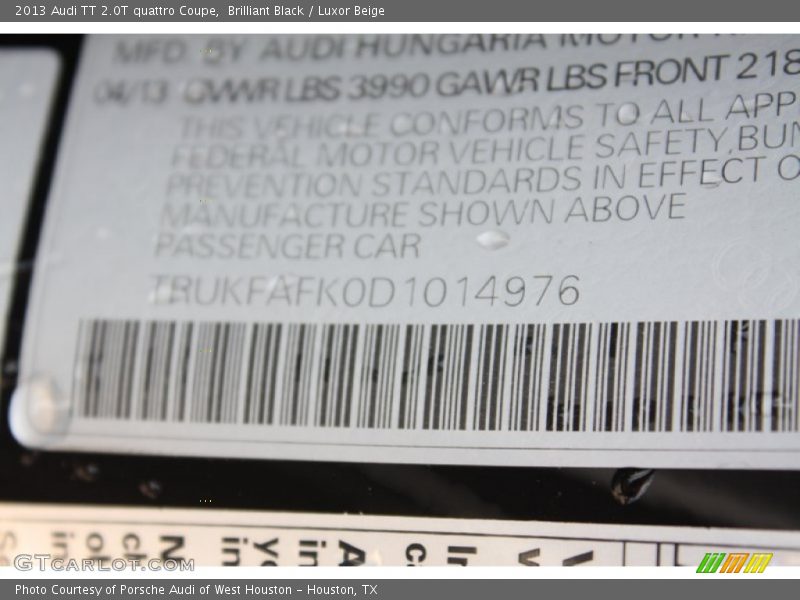 2013 Audi TT 2.0T quattro Coupe,  Brilliant Black / Luxor Beige
MFD. BY AUDI HUNGARIA MOTOR
04/13 GVWR LBS 3990 GAWR LBS FRONT 218
THIS VEHICLE CONFORMS TO ALL APP
FEDERAL MOTOR VEHICLE SAFETY, BUM
PREVENTION STANDARDS IN EFFECT O
MANUFACTURE SHOWN ABOVE
PASSENGER CAR
TRUKFAFK0D1014976
GTCARLOT.COM
Photo Courtesy of Porsche Audi of West Houston – Houston, TX